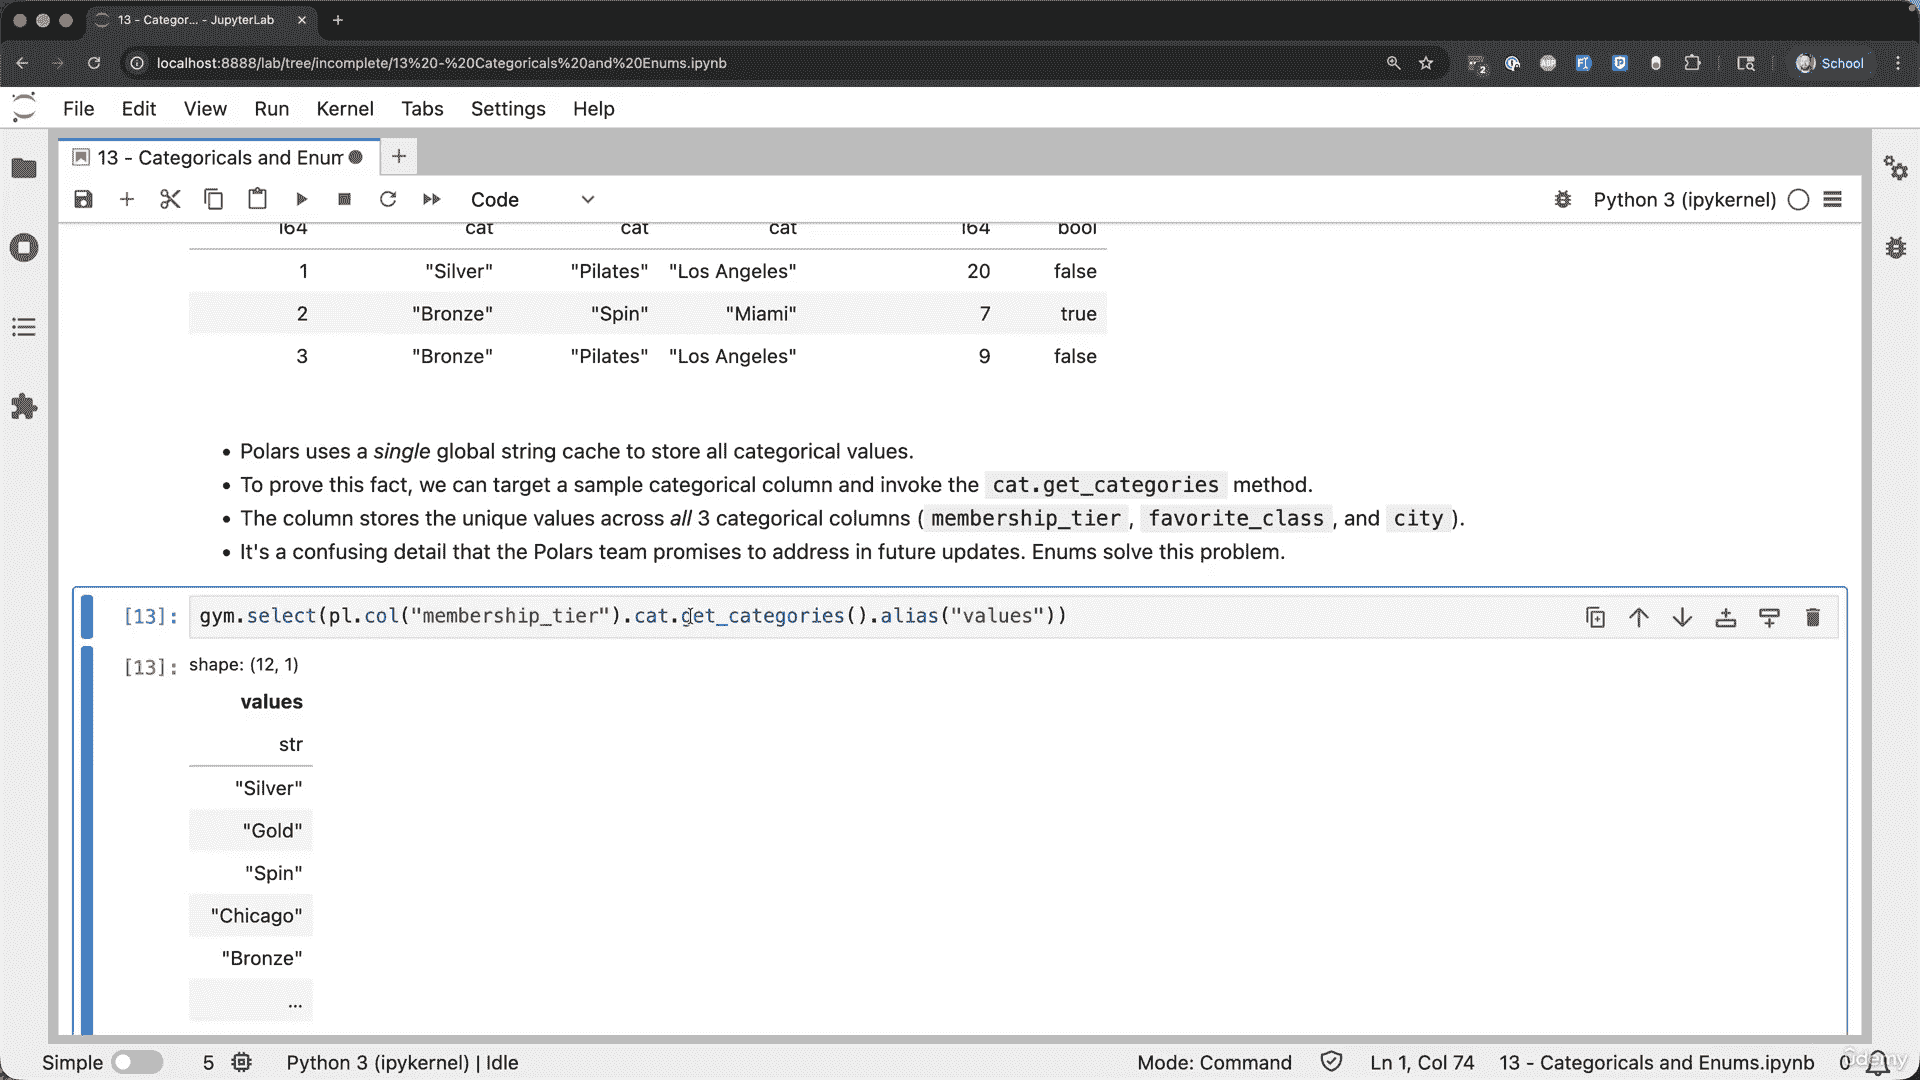 13 - Categor... - JupyterLab
localhost:8888/lab/tree/incomplete/13%20-%20Categoricals%20and%20Enums.ipynb
2
ABP
School
File Edit View Run Kernel Tabs Settings Help
13 - Categoricals and Enum
Code
Python 3 (ipykernel)
i64 cat cat cat i64 bool
1 "Silver" "Pilates" "Los Angeles" 20 false
2 "Bronze" "Spin" "Miami" 7 true
3 "Bronze" "Pilates" "Los Angeles" 9 false
• Polars uses a single global string cache to store all categorical values.
• To prove this fact, we can target a sample categorical column and invoke the cat.get_categories method.
• The column stores the unique values across all 3 categorical columns ( membership_tier , favorite_class , and city ).
• It's a confusing detail that the Polars team promises to address in future updates. Enums solve this problem.
[13]: gym.select(pl.col("membership_tier").cat.get_categories().alias("values"))
[13]: shape: (12, 1)
values
str
"Silver"
"Gold"
"Spin"
"Chicago"
"Bronze"
...
Simple 5 Python 3 (ipykernel) | Idle Mode: Command Ln 1, Col 74 13 - Categoricals and Enums.ipynb 0
Udemy